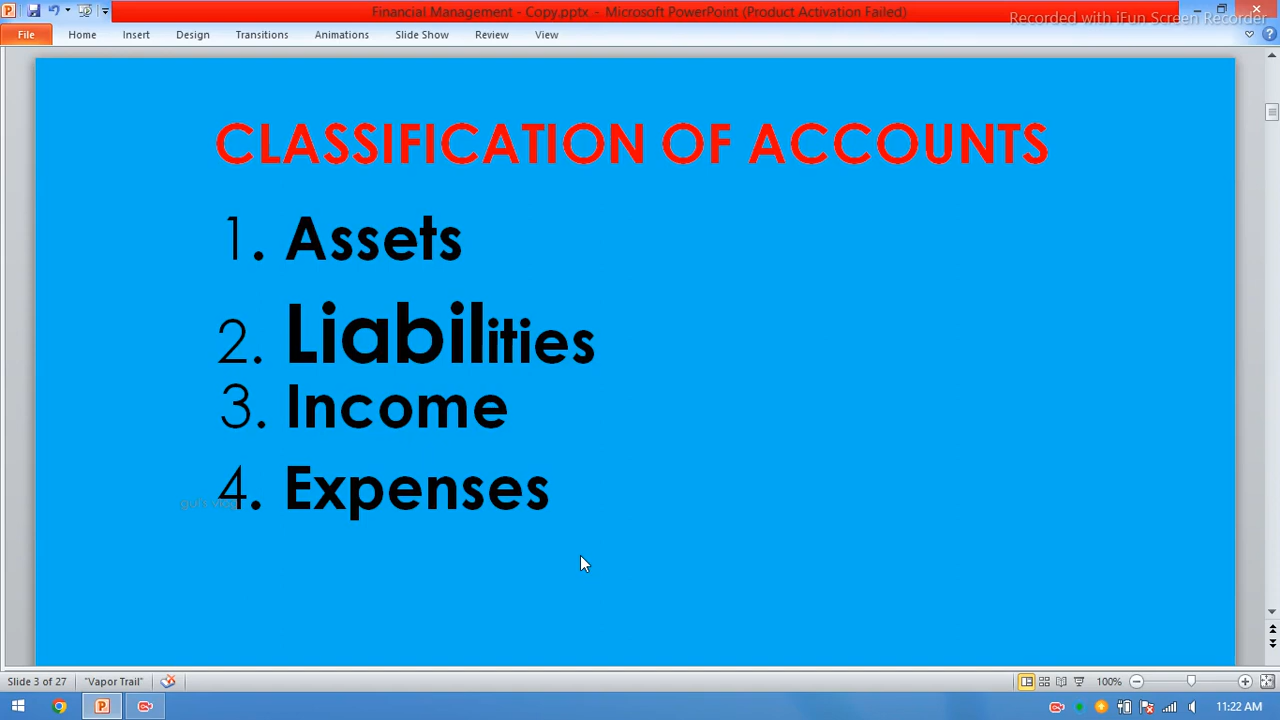 Financial Management - Copy.pptx - Microsoft PowerPoint (Product Activation Failed)
Recorded with iFun Screen Recorder
File Home Insert Design Transitions Animations Slide Show Review View
CLASSIFICATION OF ACCOUNTS
1. Assets
2. Liabilities
3. Income
4. Expenses
Slide 3 of 27 "Vapor Trail" 100%
11:22 AM